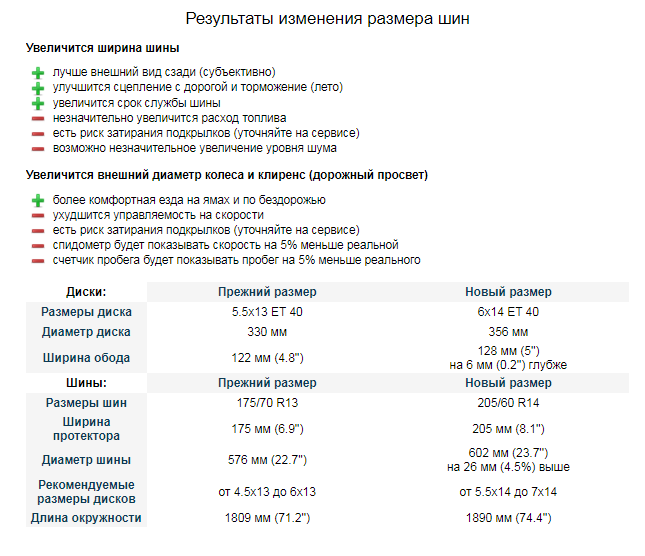 Результаты изменения размера шин
Увеличится ширина шины
лучше внешний вид сзади (субъективно)
улучшится сцепление с дорогой и торможение (лето)
увеличится срок службы шины
незначительно увеличится расход топлива
есть риск затирания подкрылков (уточняйте на сервисе)
возможно незначительное увеличение уровня шума
Увеличится внешний диаметр колеса и клиренс (дорожный просвет)
более комфортная езда на ямах и по бездорожью
ухудшится управляемость на скорости
есть риск затирания подкрылков (уточняйте на сервисе)
спидометр будет показывать скорость на 5% меньше реальной
счетчик пробега будет показывать пробег на 5% меньше реального
Диски: Прежний размер Новый размер
Размеры диска 5.5x13 ET 40 6x14 ET 40
Диаметр диска 330 мм 356 мм
Ширина обода 122 мм (4.8") 128 мм (5")
на 6 мм (0.2") глубже
Шины: Прежний размер Новый размер
Размеры шин 175/70 R13 205/60 R14
Ширина
протектора 175 мм (6.9") 205 мм (8.1")
Диаметр шины 576 мм (22.7") 602 мм (23.7")
на 26 мм (4.5%) выше
Рекомендуемые
размеры дисков от 4.5x13 до 6x13 от 5.5x14 до 7x14
Длина окружности 1809 мм (71.2") 1890 мм (74.4")